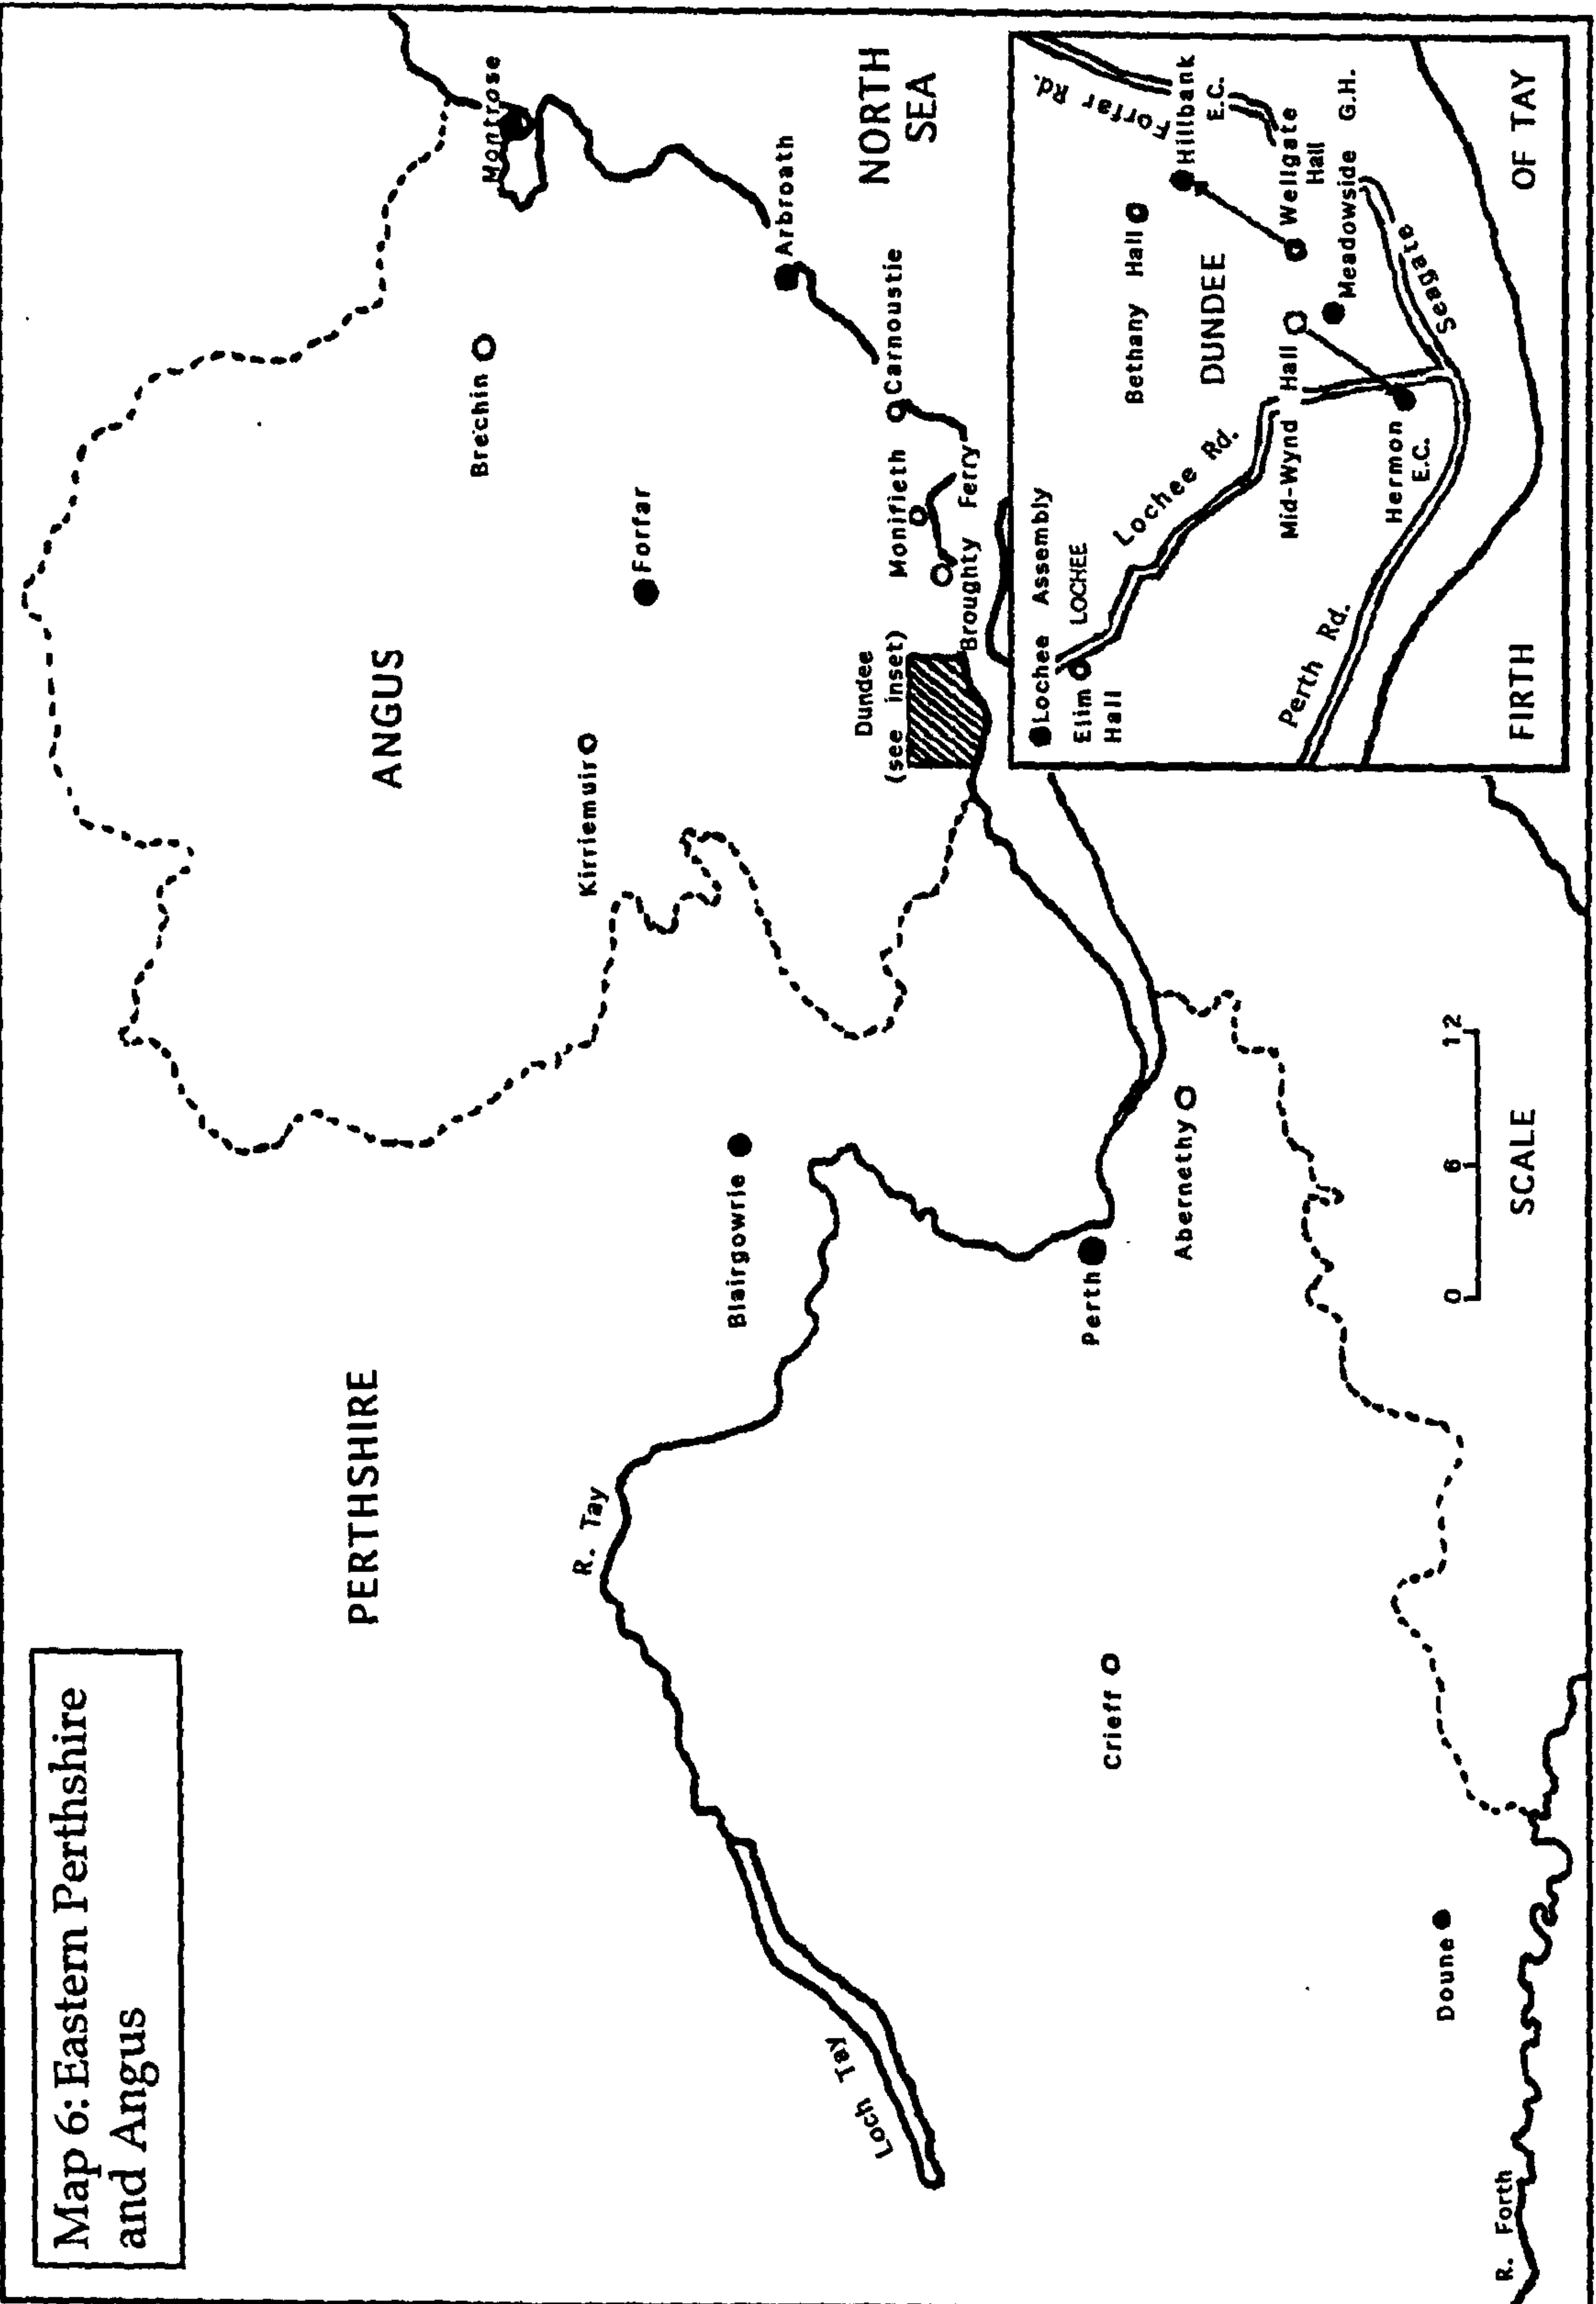 Map 6: Eastern Perthshire
and Angus
PERTHSHIRE
ANGUS
NORTH
SEA
Montrose
Brechin
Arbroath
Forfar
Carnoustie
Kirriemuir
Monifieth
Broughty Ferry
Dundee
(see inset)
Blairgowrie
R. Tay
Perth
Abernethy
Loch Tay
Crieff
Doune
R. Forth
0 6 12
SCALE
Lochee Assembly
Elim
Hall
LOCHEE
Lochee Rd.
Forfar Rd.
Bethany Hall
Hillbank
E.C.
DUNDEE
Wellgate
Hall
Mid-Wynd Hall
Meadowside G.H.
Hermon
E.C.
Seagate
Perth Rd.
FIRTH OF TAY